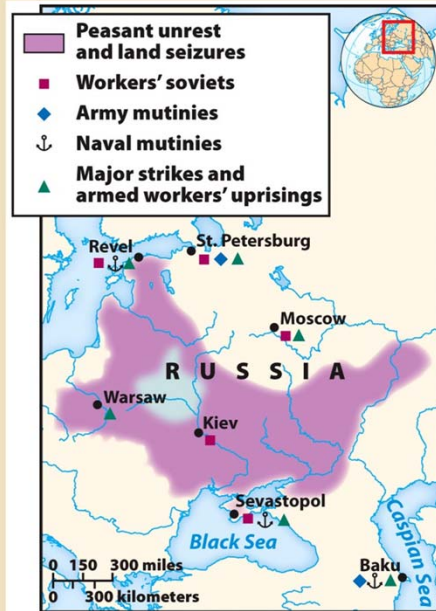 Peasant unrest
and land seizures
Workers' soviets
Army mutinies
Naval mutinies
Major strikes and
armed workers' uprisings
Revel
St. Petersburg
Moscow
RUSSIA
Warsaw
Kiev
Sevastopol
Black Sea
Caspian Sea
Baku
0 150 300 miles
0 300 kilometers